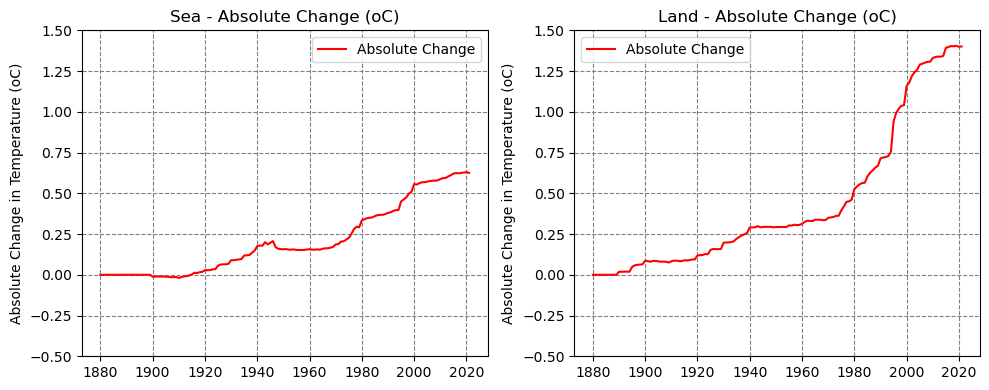 Sea - Absolute Change (oC)
Absolute Change
Absolute Change in Temperature (oC)
1.50
1.25
1.00
0.75
0.50
0.25
0.00
−0.25
−0.50
1880 1900 1920 1940 1960 1980 2000 2020
Land - Absolute Change (oC)
Absolute Change
Absolute Change in Temperature (oC)
1.50
1.25
1.00
0.75
0.50
0.25
0.00
−0.25
−0.50
1880 1900 1920 1940 1960 1980 2000 2020